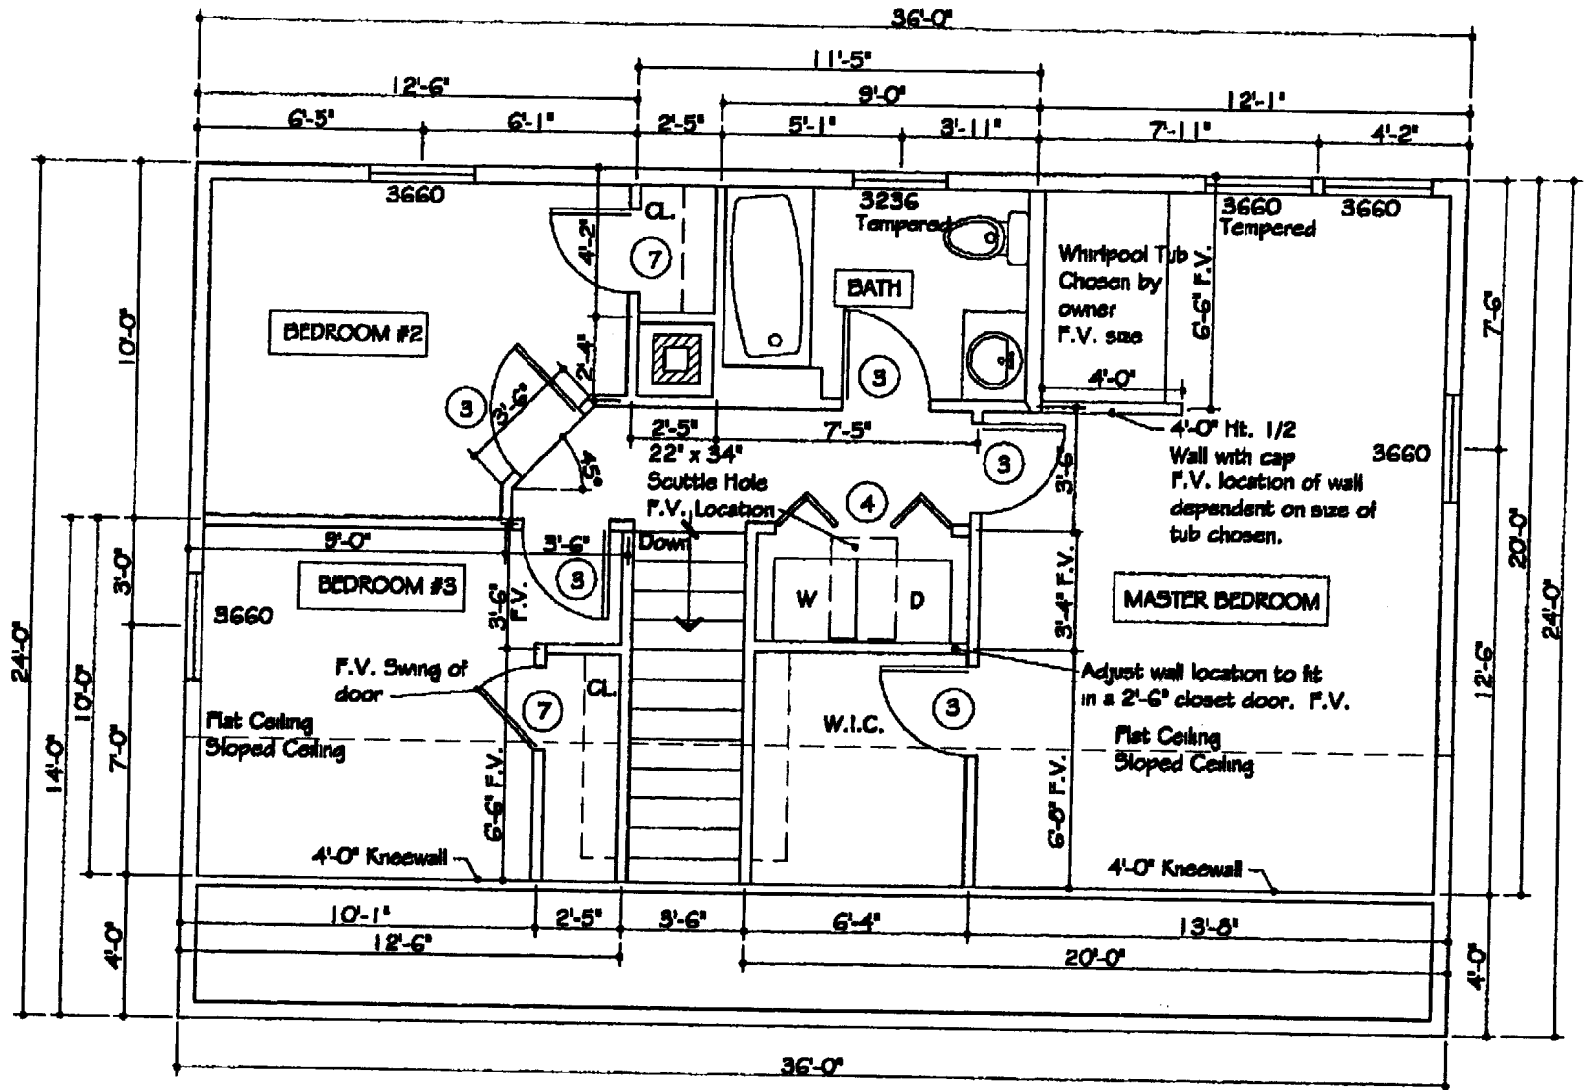 36'-0"
11'-5"
12'-6"
9'-0"
12'-1"
6'-5"
6'-1"
2'-5"
5'-1"
3'-11"
7'-11"
4'-2"
3660
CL.
3236
Tempered
3660
3660
Tempered
4'-2"
7
Whirlpool Tub
Chosen by
owner
F.V. size
6'-6" F.V.
BATH
7'-6"
10'-0"
BEDROOM #2
2'-4"
3
4'-0"
3
3'-6"
45°
2'-5"
7'-5"
22" x 34"
Scuttle Hole
F.V. Location
3
3'-6"
4'-0" Ht. 1/2
Wall with cap
F.V. location of wall
dependent on size of
tub chosen.
3660
4
20'-0"
24'-0"
9'-0"
3'-6"
Down
3'-0"
BEDROOM #3
3
3'-6"
F.V.
W
D
3'-4" F.V.
MASTER BEDROOM
3660
24'-0"
10'-0"
14'-0"
7'-0"
F.V. Swing of
door
CL.
7
W.I.C.
3
Adjust wall location to fit
in a 2'-6" closet door. F.V.
12'-6"
Flat Ceiling
Sloped Ceiling
Flat Ceiling
Sloped Ceiling
6'-6" F.V.
6'-8" F.V.
4'-0" Kneewall
4'-0" Kneewall
10'-1"
2'-5"
3'-6"
6'-4"
13'-8"
12'-6"
20'-0"
4'-0"
4'-0"
36'-0"